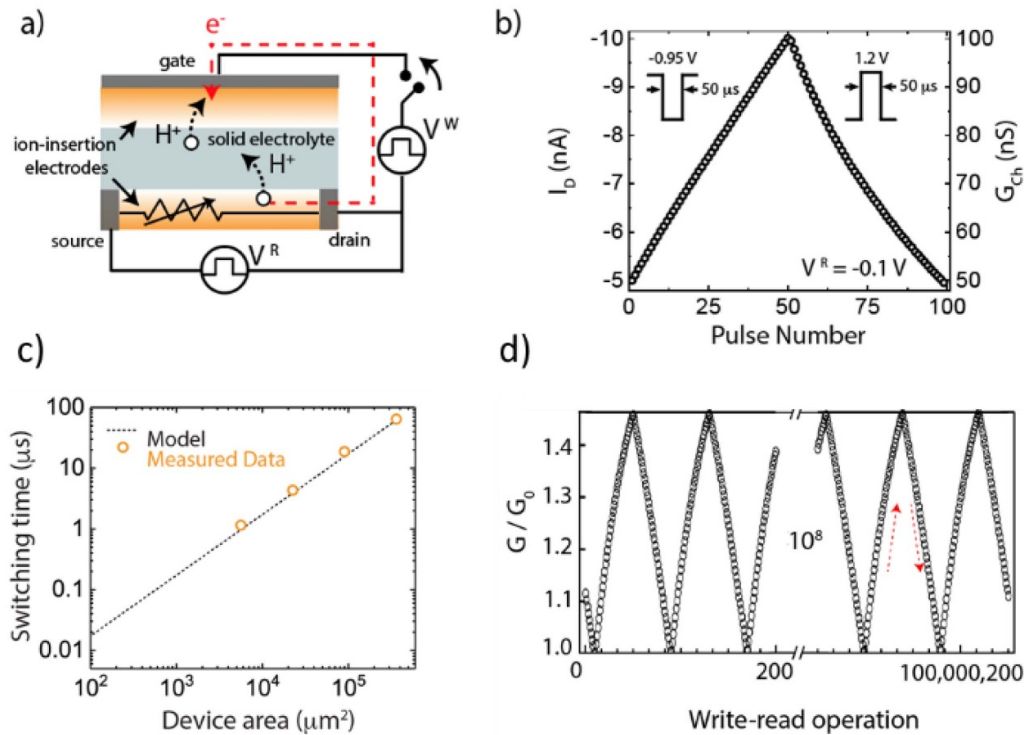 a)
e-
gate
H+
solid electrolyte
ion-insertion
electrodes
H+
V W
source
drain
V R
b)
-10
-9
-8
-7
-6
-5
I_D (nA)
-0.95 V
50 μs
1.2 V
50 μs
V R = -0.1 V
100
90
80
70
60
50
G_Ch (nS)
0 25 50 75 100
Pulse Number
c)
100
10
1
0.1
0.01
Switching time (μs)
Model
Measured Data
10² 10³ 10⁴ 10⁵
Device area (μm²)
d)
1.4
1.3
1.2
1.1
1.0
G / G₀
10⁸
0 200 100,000,200
Write-read operation